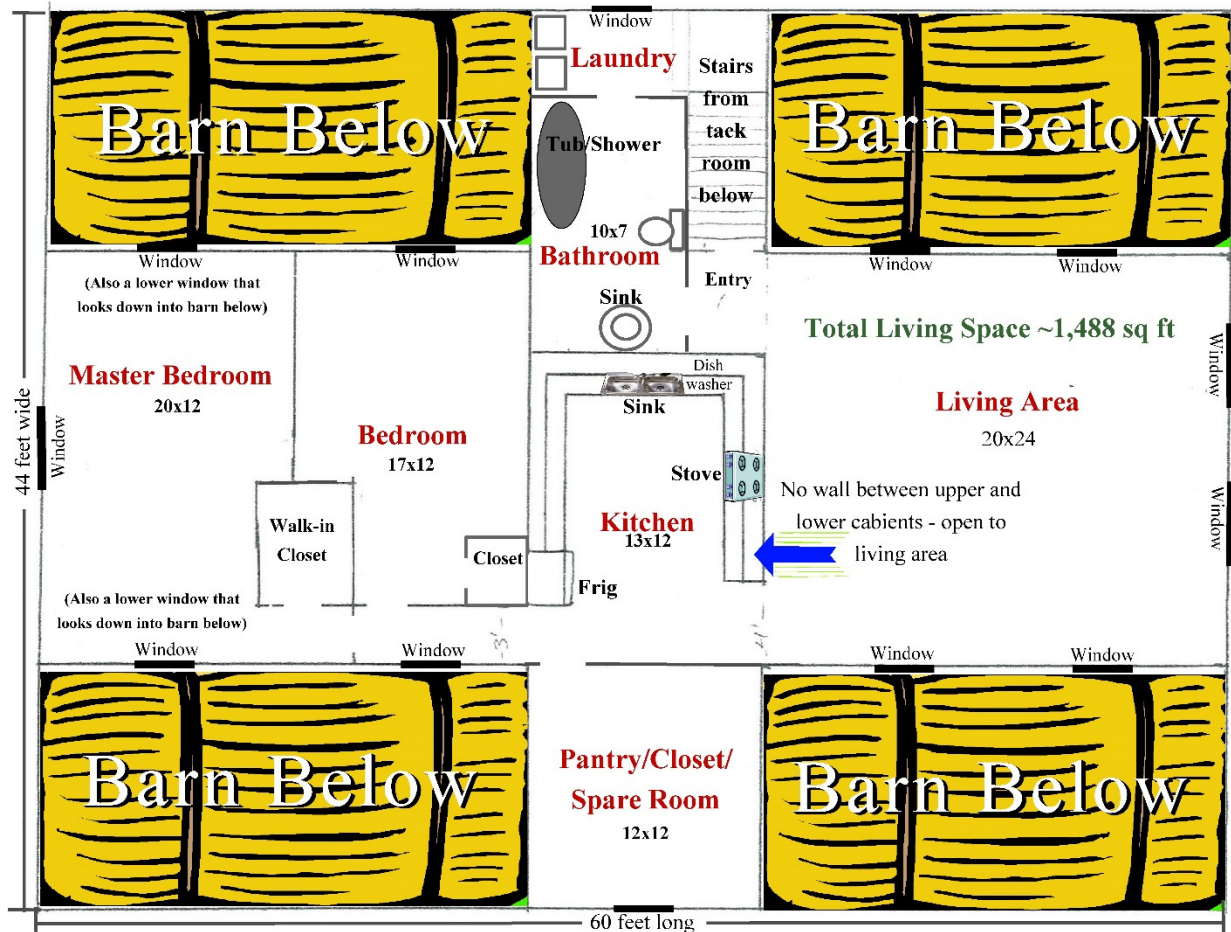 Window
Laundry
Stairs
from
tack
room
below
Barn Below
Barn Below
Tub/Shower
10x7
Bathroom
Window
Window
(Also a lower window that
looks down into barn below)
Entry
Window
Window
Sink
Total Living Space ~1,488 sq ft
Window
Dish
washer
Sink
Master Bedroom
20x12
Window
44 feet wide
Bedroom
17x12
Living Area
20x24
Stove
No wall between upper and
lower cabients - open to
living area
Window
Kitchen
13x12
Walk-in
Closet
Closet
Frig
(Also a lower window that
looks down into barn below)
3'
4'
Window
Window
Window
Window
Barn Below
Pantry/Closet/
Spare Room
12x12
Barn Below
Window
60 feet long